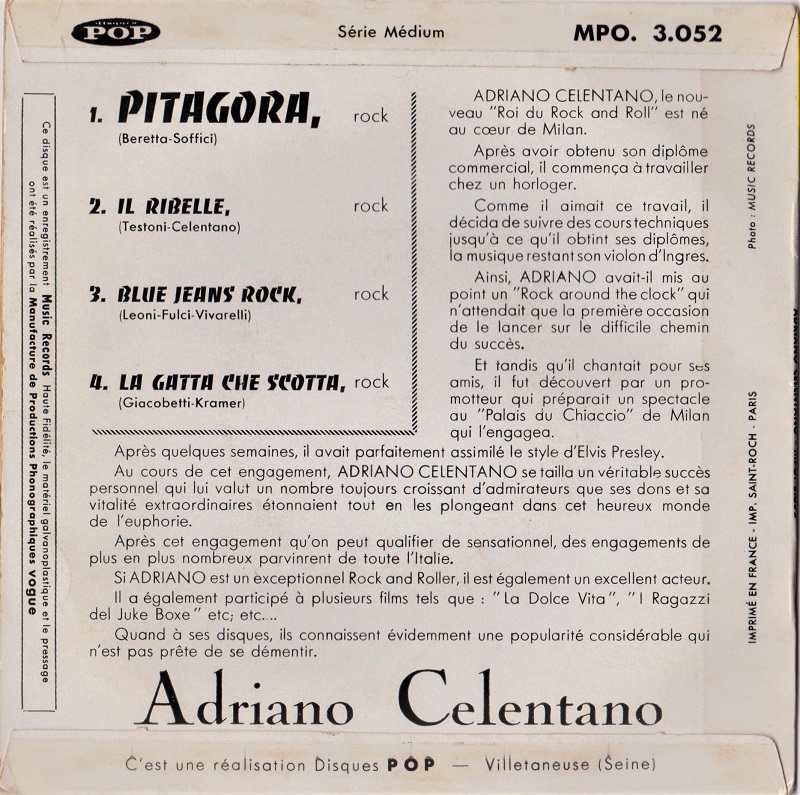 disques
POP
Série Médium
MPO. 3.052
1. PITAGORA, rock
(Beretta-Soffici)
2. IL RIBELLE, rock
(Testoni-Celentano)
3. BLUE JEANS ROCK, rock
(Leoni-Fulci-Vivarelli)
4. LA GATTA CHE SCOTTA, rock
(Giacobetti-Kramer)
ADRIANO CELENTANO, le nou-
veau "Roi du Rock and Roll" est né
au cœur de Milan.
Après avoir obtenu son diplôme
commercial, il commença à travailler
chez un horloger.
Comme il aimait ce travail, il
décida de suivre des cours techniques
jusqu'à ce qu'il obtint ses diplômes,
la musique restant son violon d'Ingres.
Ainsi, ADRIANO avait-il mis au
point un "Rock around the clock" qui
n'attendait que la première occasion
de le lancer sur le difficile chemin
du succès.
Et tandis qu'il chantait pour ses
amis, il fut découvert par un pro-
motteur qui préparait un spectacle
au "Palais du Chiaccio" de Milan
qui l'engagea.
Après quelques semaines, il avait parfaitement assimilé le style d'Elvis Presley.
Au cours de cet engagement, ADRIANO CELENTANO se tailla un véritable succès
personnel qui lui valut un nombre toujours croissant d'admirateurs que ses dons et sa
vitalité extraordinaires étonnaient tout en les plongeant dans cet heureux monde
de l'euphorie.
Après cet engagement qu'on peut qualifier de sensationnel, des engagements de
plus en plus nombreux parvinrent de toute l'Italie.
Si ADRIANO est un exceptionnel Rock and Roller, il est également un excellent acteur.
Il a également participé à plusieurs films tels que : "La Dolce Vita", "I Ragazzi
del Juke Boxe" etc; etc....
Quand à ses disques, ils connaissent évidemment une popularité considérable qui
n'est pas prête de se démentir.
Adriano Celentano
C'est une réalisation Disques POP — Villetaneuse (Seine)
Ce disque est un enregistrement Music Records Haute Fidélité, le matériel galvanoplastique et le pressage
ont été réalisés par la Manufacture de Productions Phonographiques vogue
Photo : MUSIC RECORDS
IMPRIMÉ EN FRANCE - IMP. SAINT-ROCH - PARIS